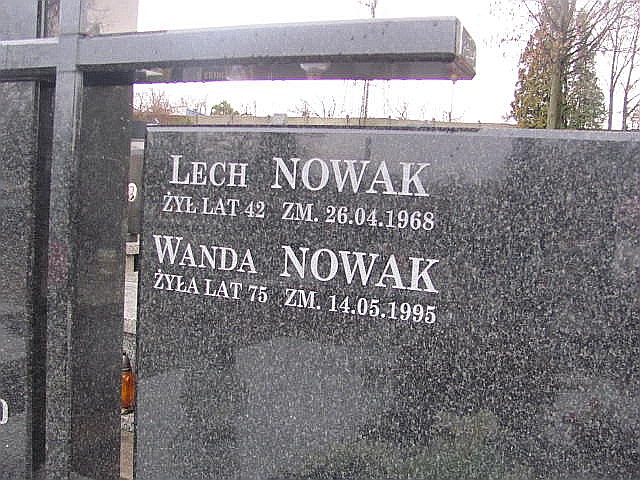 LECH NOWAK
ŻYŁ LAT 42 ZM. 26.04.1968
WANDA NOWAK
ŻYŁA LAT 75 ZM. 14.05.1995